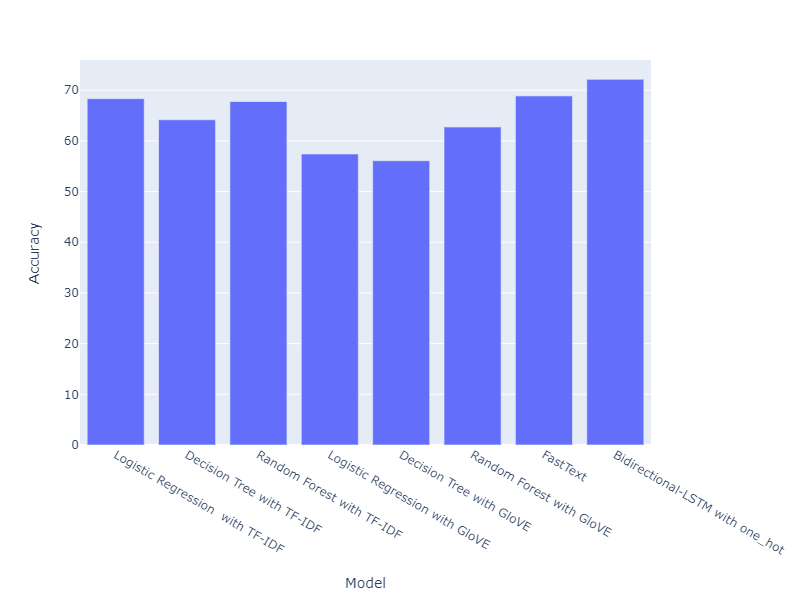 70
60
50
40
30
20
10
0
Accuracy
Logistic Regression  with TF-IDF
Decision Tree with TF-IDF
Random Forest with TF-IDF
Logistic Regression with GloVE
Decision Tree with GloVE
Random Forest with GloVE
FastText
Bidirectional-LSTM with one_hot
Model